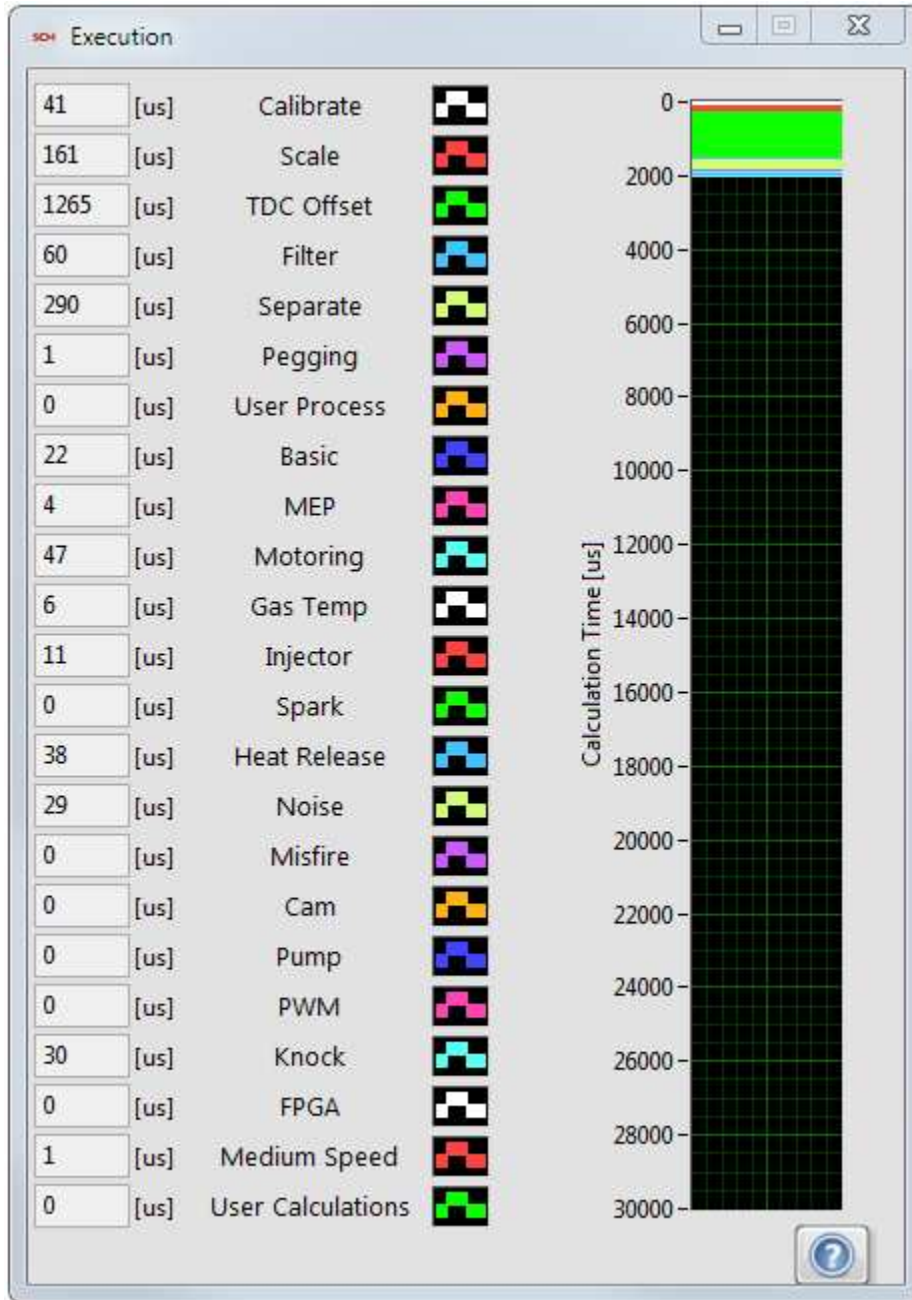 SCH Execution
41 [us] Calibrate
161 [us] Scale
1265 [us] TDC Offset
60 [us] Filter
290 [us] Separate
1 [us] Pegging
0 [us] User Process
22 [us] Basic
4 [us] MEP
47 [us] Motoring
6 [us] Gas Temp
11 [us] Injector
0 [us] Spark
38 [us] Heat Release
29 [us] Noise
0 [us] Misfire
0 [us] Cam
0 [us] Pump
0 [us] PWM
30 [us] Knock
0 [us] FPGA
1 [us] Medium Speed
0 [us] User Calculations
Calculation Time [us]
0
2000
4000
6000
8000
10000
12000
14000
16000
18000
20000
22000
24000
26000
28000
30000
?